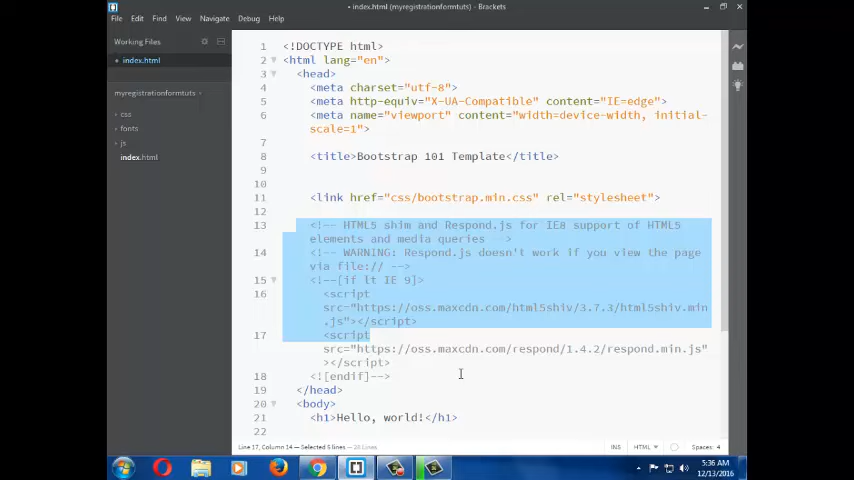 • index.html (myregistrationformtuts) - Brackets
File Edit Find View Navigate Debug Help
Working Files
• index.html
myregistrationformtuts
css
fonts
js
index.html
1 <!DOCTYPE html>
2 <html lang="en">
3 <head>
4 <meta charset="utf-8">
5 <meta http-equiv="X-UA-Compatible" content="IE=edge">
6 <meta name="viewport" content="width=device-width, initial-
scale=1">
7
8 <title>Bootstrap 101 Template</title>
9
10
11 <link href="css/bootstrap.min.css" rel="stylesheet">
12
13 <!-- HTML5 shim and Respond.js for IE8 support of HTML5
elements and media queries -->
14 <!-- WARNING: Respond.js doesn't work if you view the page
via file:// -->
15 <!--[if lt IE 9]>
16 <script
src="https://oss.maxcdn.com/html5shiv/3.7.3/html5shiv.min
.js"></script>
17 <script
src="https://oss.maxcdn.com/respond/1.4.2/respond.min.js"
></script>
18 <![endif]-->
19 </head>
20 <body>
21 <h1>Hello, world!</h1>
22
Line 17, Column 14 — Selected 5 lines — 28 Lines
INS HTML Spaces: 4
5:36 AM
12/13/2016